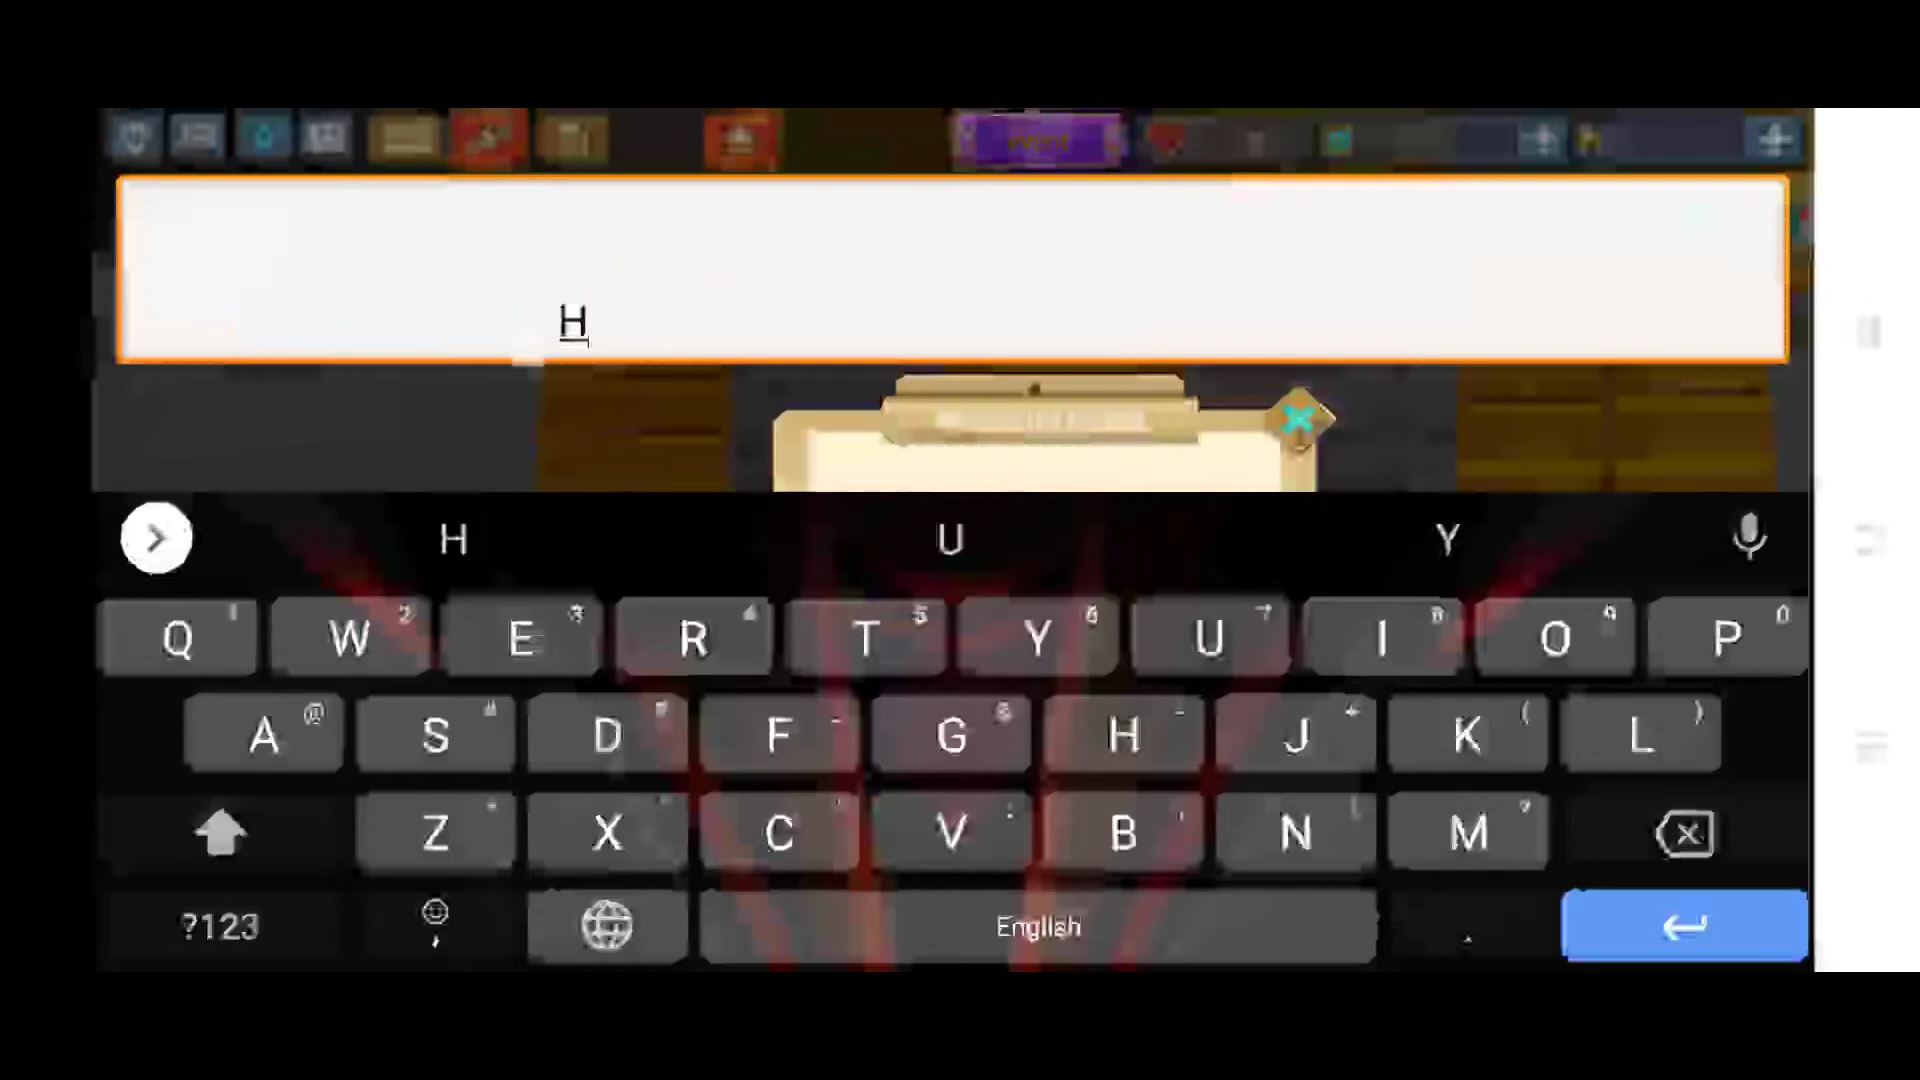 H
H U Y
Q W E R T Y U I O P
A S D F G H J K L
Z X C V B N M
?123 English .